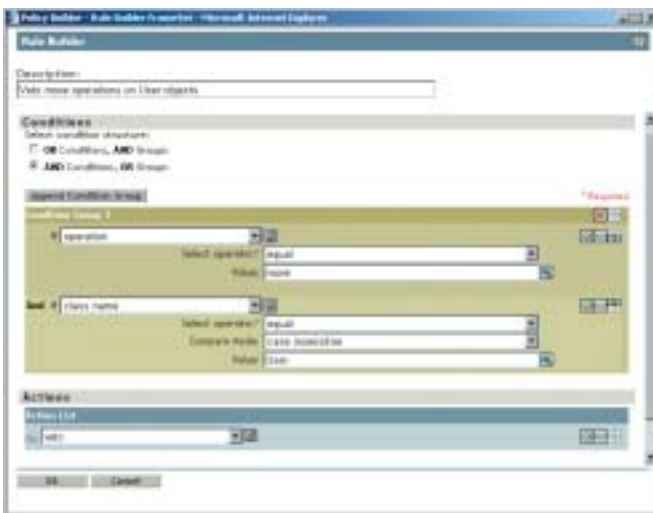 Policy Builder - Rule Builder - Microsoft Internet Explorer
Rule Builder
Description:
Veto move operations on User objects
Conditions
Select condition structure:
OR Conditions, AND Groups
AND Conditions, OR Groups
Append Condition Group
*Required
Condition Group 1
If operation
Select operator:* equal
Value: move
And If class name
Select operator:* equal
Compare mode: case insensitive
Value: User
Actions
Action List
Do veto
OK Cancel